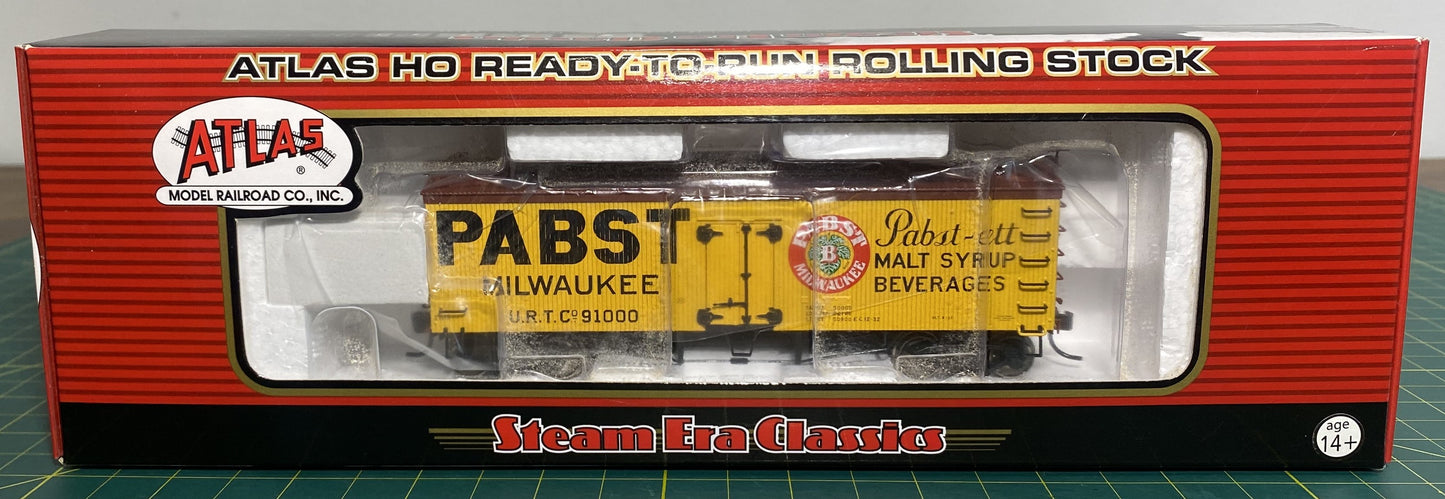 ATLAS HO READY-TO-RUN ROLLING STOCK
ATLAS
®
MODEL RAILROAD CO., INC.
PABST
MILWAUKEE
U.R.T.Co 91000
PABST
B
MILWAUKEE
Pabst-ett
MALT SYRUP
BEVERAGES
Steam Era Classics
age
14+